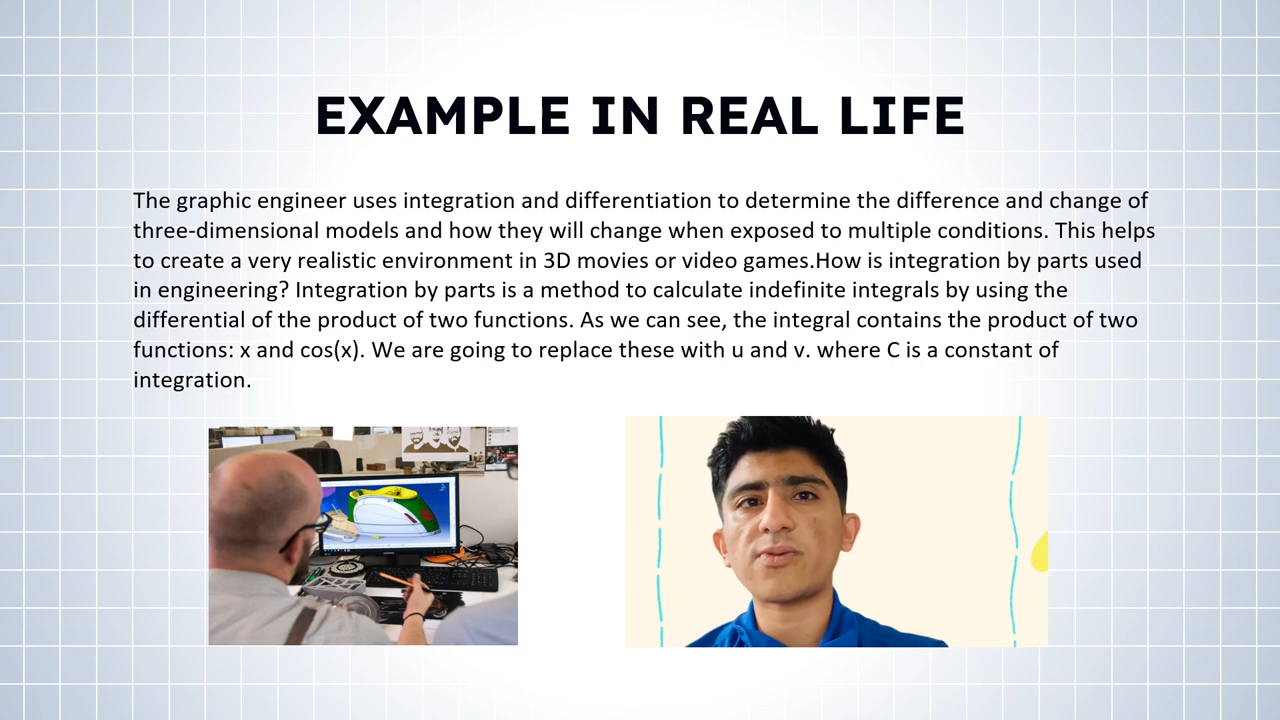 EXAMPLE IN REAL LIFE
The graphic engineer uses integration and differentiation to determine the difference and change of
three-dimensional models and how they will change when exposed to multiple conditions. This helps
to create a very realistic environment in 3D movies or video games.How is integration by parts used
in engineering? Integration by parts is a method to calculate indefinite integrals by using the
differential of the product of two functions. As we can see, the integral contains the product of two
functions: x and cos(x). We are going to replace these with u and v. where C is a constant of
integration.